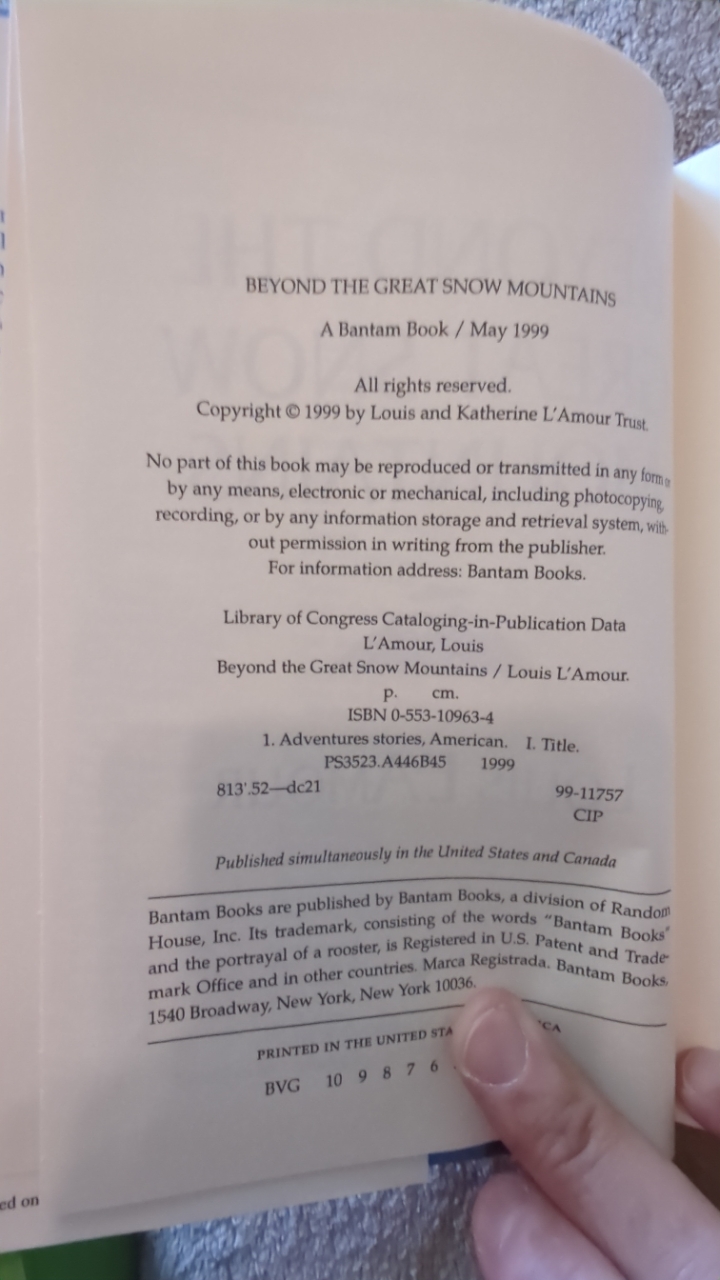 BEYOND THE GREAT SNOW MOUNTAINS
A Bantam Book / May 1999
All rights reserved.
Copyright © 1999 by Louis and Katherine L'Amour Trust.
No part of this book may be reproduced or transmitted in any form or
by any means, electronic or mechanical, including photocopying,
recording, or by any information storage and retrieval system, with-
out permission in writing from the publisher.
For information address: Bantam Books.
Library of Congress Cataloging-in-Publication Data
L'Amour, Louis
Beyond the Great Snow Mountains / Louis L'Amour.
p. cm.
ISBN 0-553-10963-4
1. Adventures stories, American. I. Title.
PS3523.A446B45 1999
813'.52—dc21 99-11757
CIP
Published simultaneously in the United States and Canada
Bantam Books are published by Bantam Books, a division of Random
House, Inc. Its trademark, consisting of the words "Bantam Books"
and the portrayal of a rooster, is Registered in U.S. Patent and Trade-
mark Office and in other countries. Marca Registrada. Bantam Books,
1540 Broadway, New York, New York 10036.
PRINTED IN THE UNITED
BVG 10 9 8 7 6
ed on